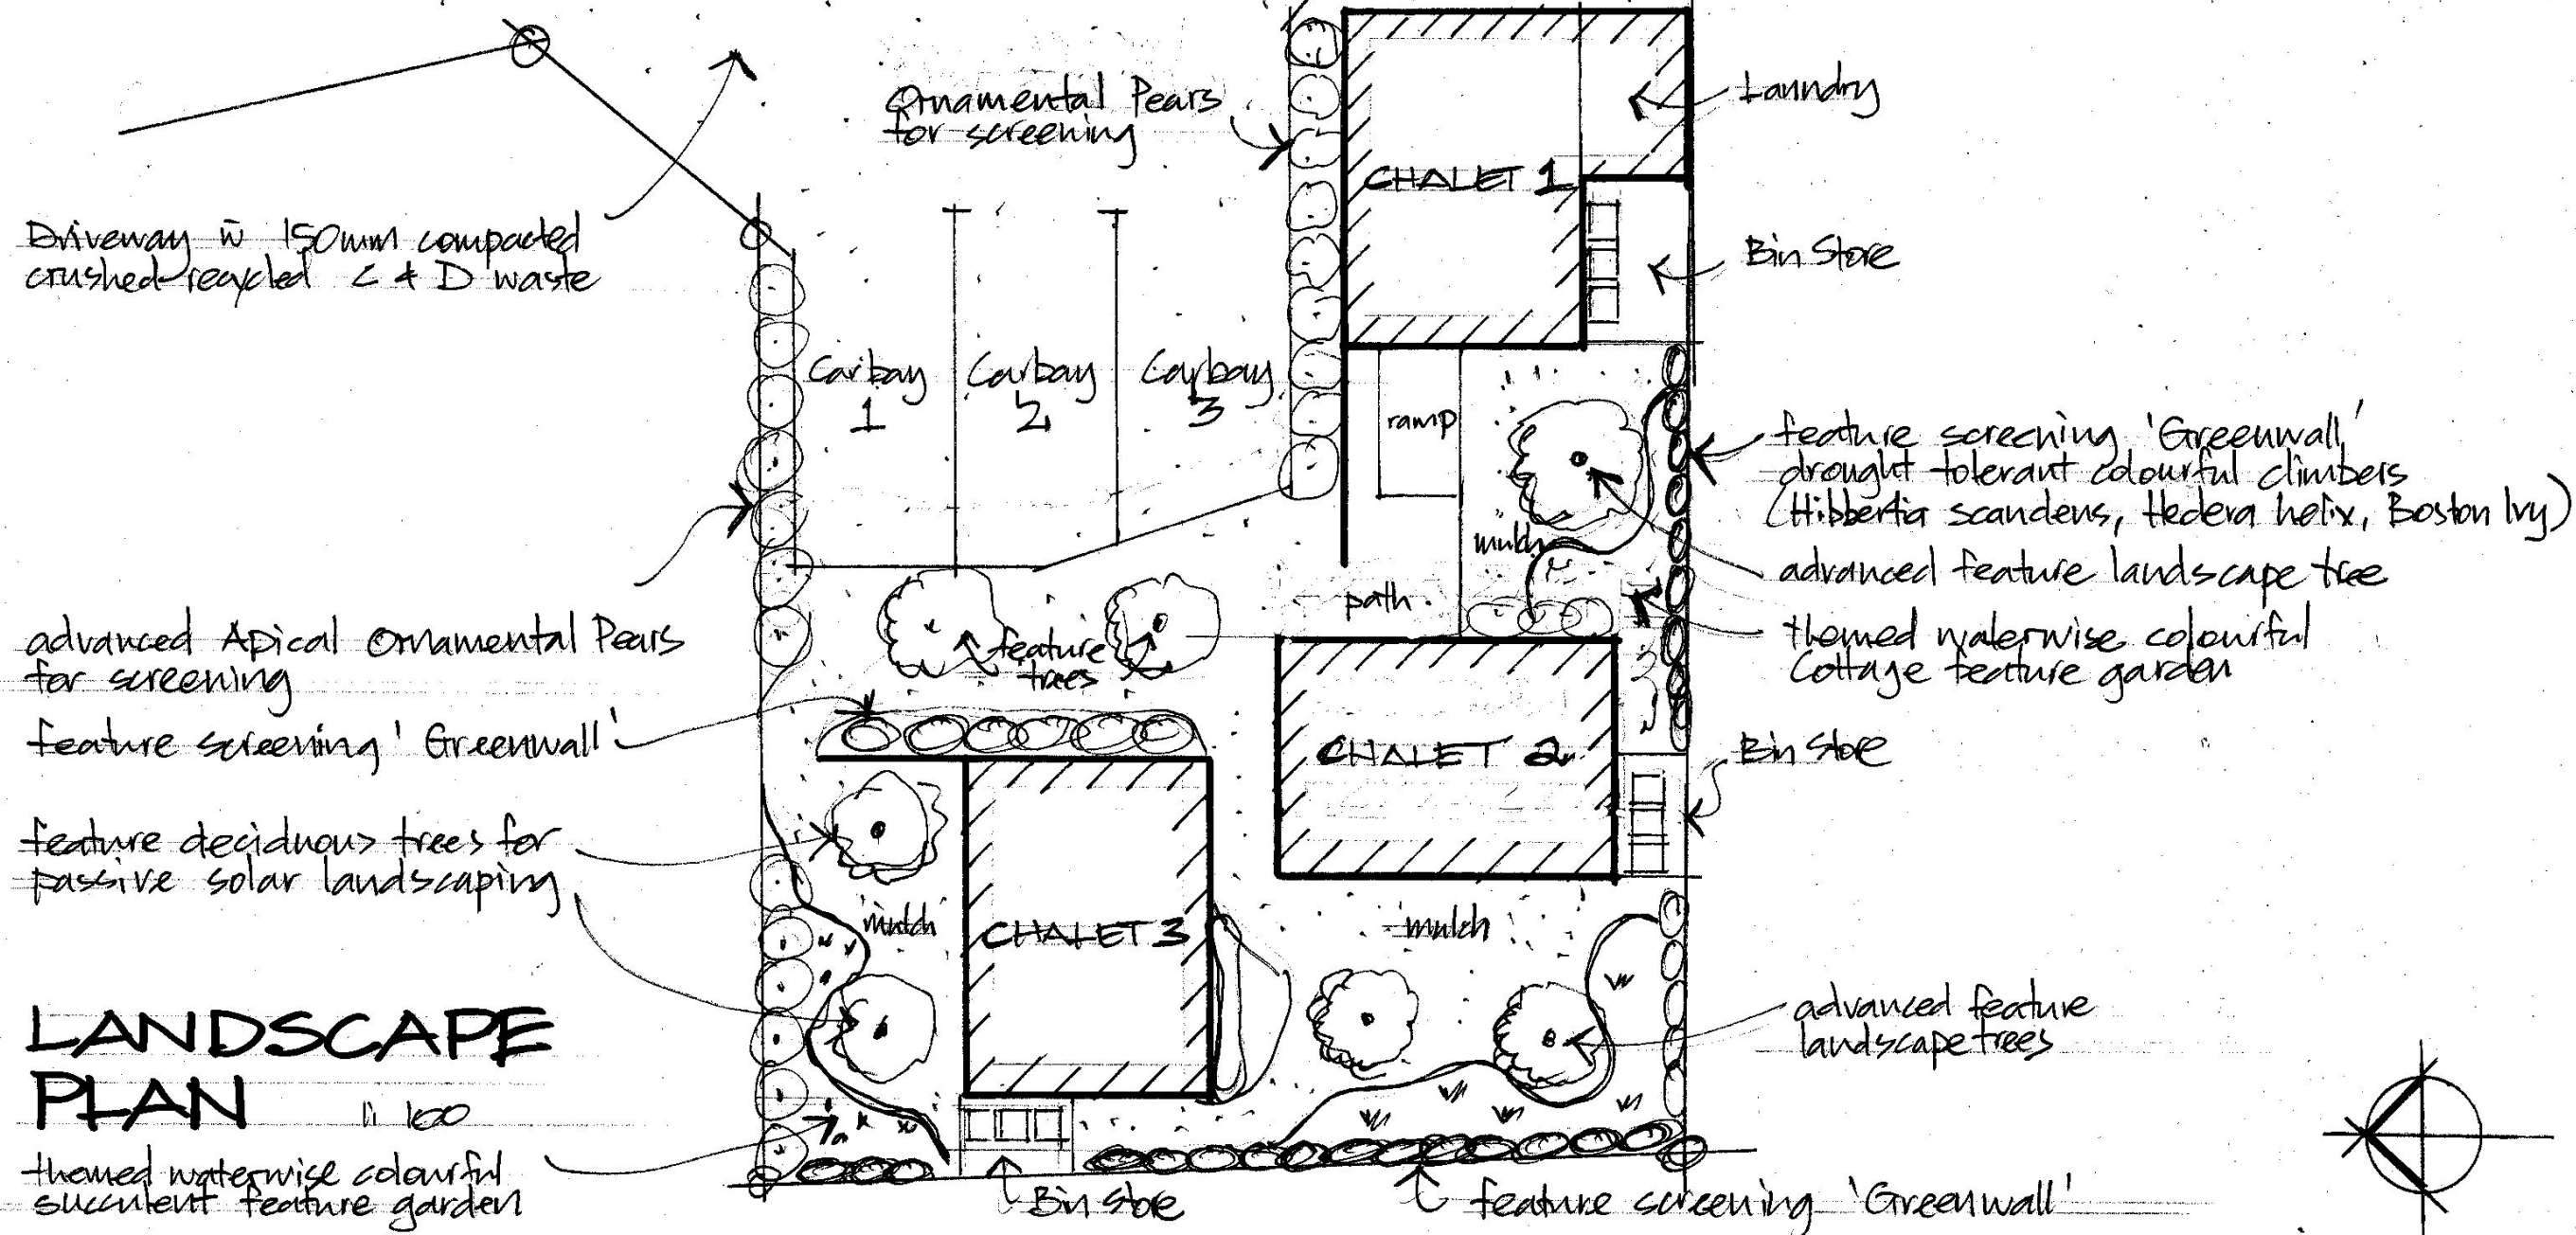 Ornamental Pears
for screening
Laundry
CHALET 1
Driveway w̄ 150mm compacted
crushed recycled C & D waste
Bin Store
Carbay
1
Carbay
2
Carbay
3
ramp
feature screening 'Greenwall'
drought tolerant colourful climbers
(Hibbertia scandens, Hedera helix, Boston Ivy)
mulch
advanced feature landscape tree
path
advanced Apical Ornamental Pears
for screening
feature
trees
themed waterwise colourful
Cottage feature garden
feature screening 'Greenwall'
CHALET 2
Bin Store
feature deciduous trees for
passive solar landscaping
mulch
CHALET 3
mulch
advanced feature
landscape trees
LANDSCAPE
PLAN 1:100
themed waterwise colourful
succulent feature garden
Bin Store
feature screening 'Greenwall'